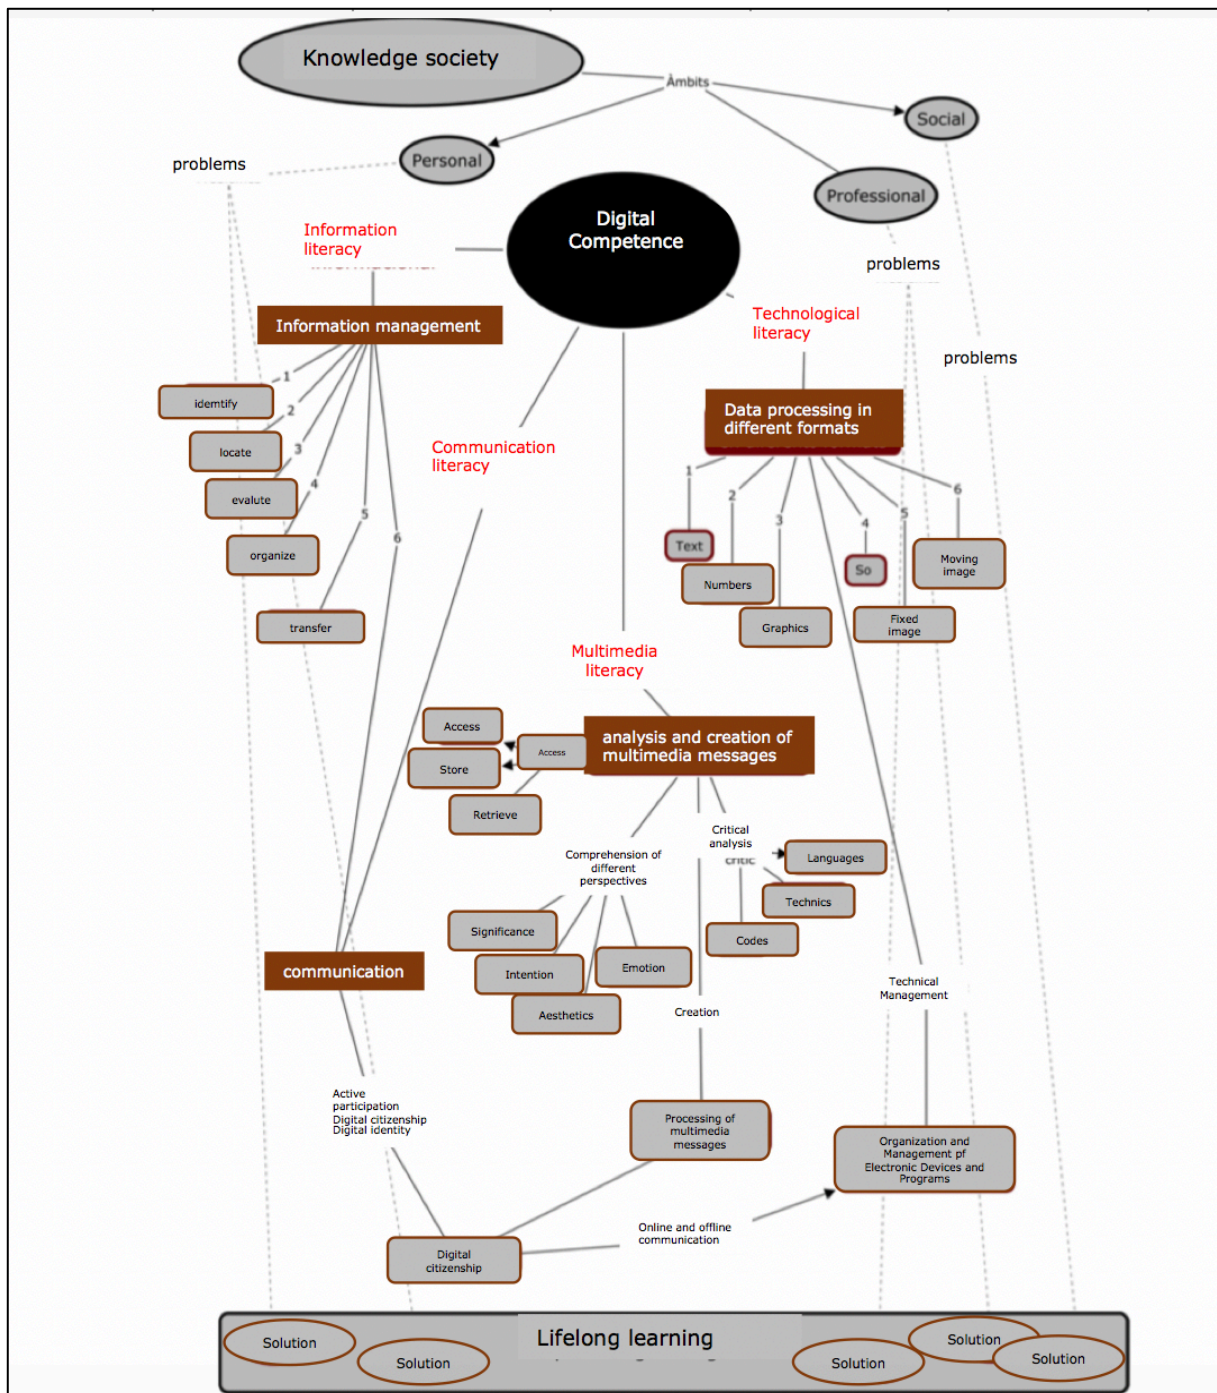 Knowledge society
Àmbits
Social
Personal
problems
Professional
Digital
Competence
Information
literacy
problems
Technological
literacy
Information management
problems
1
identify
2
locate
3
evalute
4
organize
5
6
transfer
Communication
literacy
Data processing in
different formats
1
2
3
4
5
6
Text
Numbers
Graphics
So
Fixed
image
Moving
image
Multimedia
literacy
analysis and creation of
multimedia messages
Access
Access
Store
Retrieve
Critical
analysis
critic
Languages
Technics
Codes
Comprehension of
different
perspectives
Significance
Intention
Emotion
Aesthetics
communication
Creation
Technical
Management
Active
participation
Digital citizenship
Digital identity
Processing of
multimedia
messages
Organization and
Management pf
Electronic Devices and
Programs
Online and offline
communication
Digital
citizenship
Lifelong learning
Solution
Solution
Solution
Solution
Solution